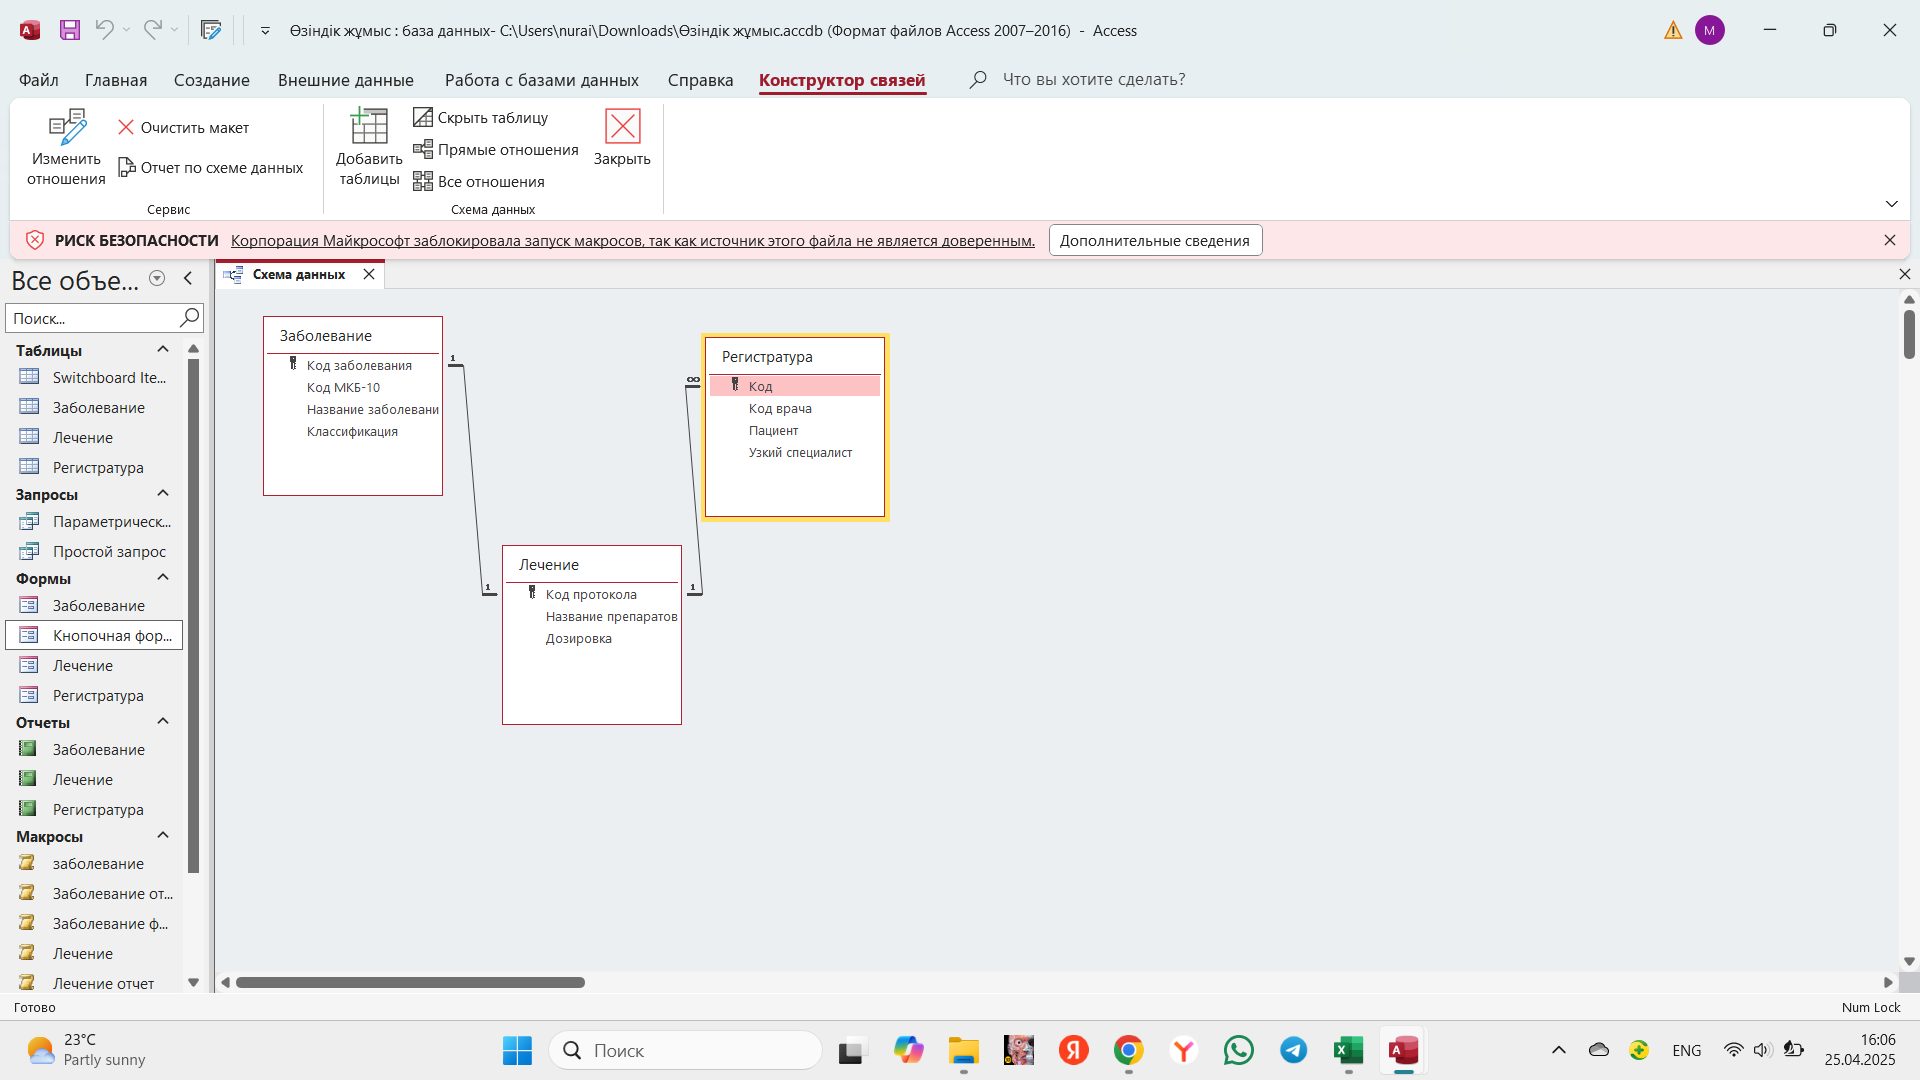 Өзіндік жұмыс : база данных- C:\Users\nurai\Downloads\Өзіндік жұмыс.accdb (Формат файлов Access 2007–2016) - Access
M
Файл Главная Создание Внешние данные Работа с базами данных Справка Конструктор связей Что вы хотите сделать?
Изменить отношения
Очистить макет
Отчет по схеме данных
Сервис
Добавить таблицы
Скрыть таблицу
Прямые отношения
Все отношения
Закрыть
Схема данных
РИСК БЕЗОПАСНОСТИ Корпорация Майкрософт заблокировала запуск макросов, так как источник этого файла не является доверенным. Дополнительные сведения
Все объе...
Поиск...
Таблицы
Switchboard Ite...
Заболевание
Лечение
Регистратура
Запросы
Параметрическ...
Простой запрос
Формы
Заболевание
Кнопочная фор...
Лечение
Регистратура
Отчеты
Заболевание
Лечение
Регистратура
Макросы
заболевание
Заболевание от...
Заболевание ф...
Лечение
Лечение отчет
Схема данных
Заболевание
Код заболевания
Код МКБ-10
Название заболевани
Классификация
1
1
Лечение
Код протокола
Название препаратов
Дозировка
1
∞
Регистратура
Код
Код врача
Пациент
Узкий специалист
Готово
Num Lock
23°C
Partly sunny
Поиск
ENG
16:06
25.04.2025